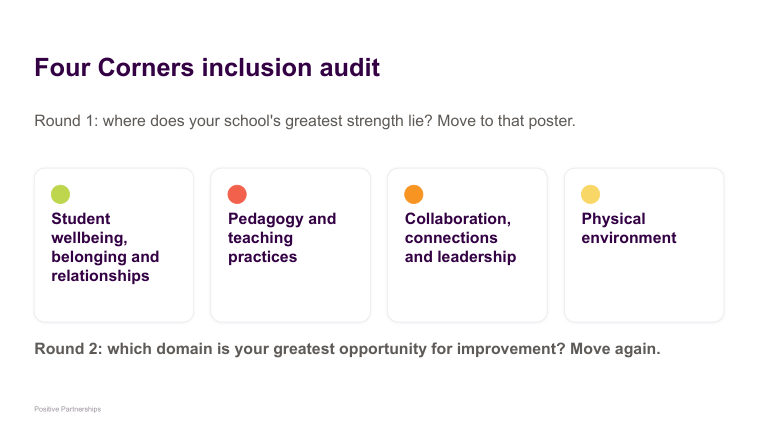 Four Corners inclusion audit
Round 1: where does your school's greatest strength lie? Move to that poster.
Student
wellbeing,
belonging and
relationships
Pedagogy and
teaching
practices
Collaboration,
connections
and leadership
Physical
environment
Round 2: which domain is your greatest opportunity for improvement? Move again.
Positive Partnerships